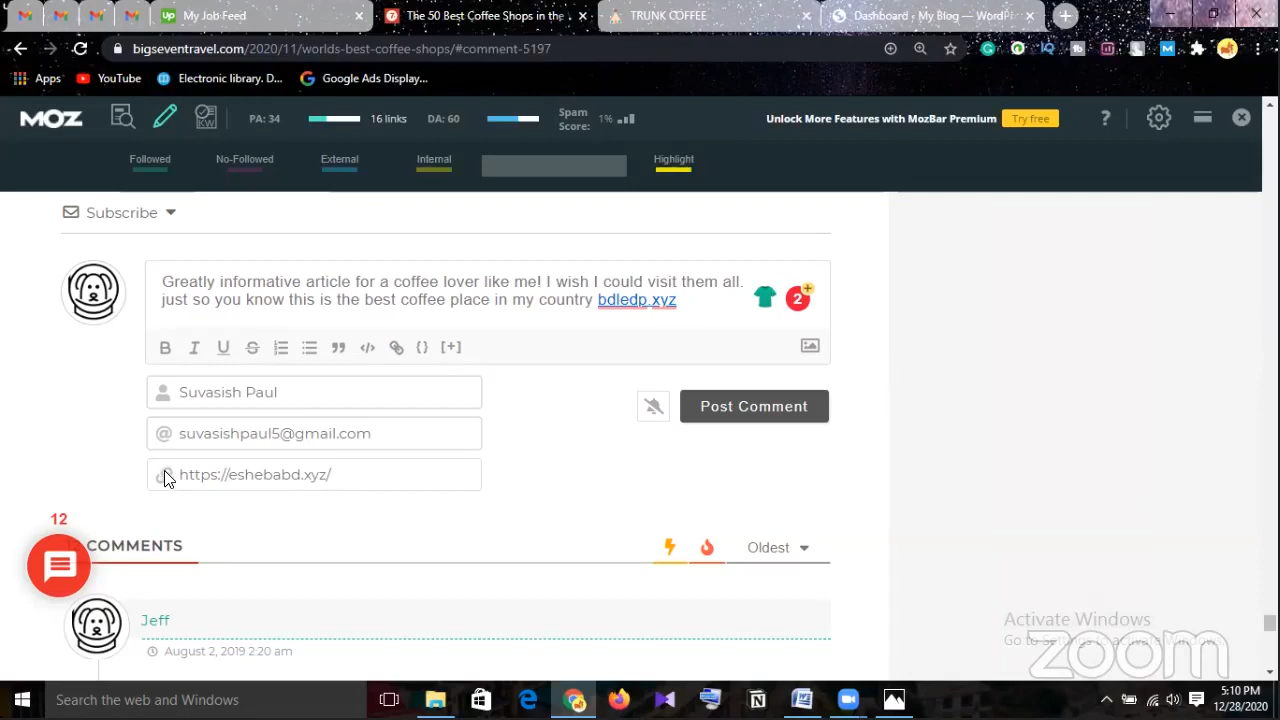 My Job Feed
The 50 Best Coffee Shops in the
TRUNK COFFEE
Dashboard - My Blog — WordP
bigseventravel.com/2020/11/worlds-best-coffee-shops/#comment-5197
Apps
YouTube
Electronic library. D...
Google Ads Display...
MOZ
PA: 34
16 links
DA: 60
Spam
Score:
1%
Unlock More Features with MozBar Premium
Try free
?
Followed
No-Followed
External
Internal
Highlight
Subscribe
Greatly informative article for a coffee lover like me! I wish I could visit them all.
just so you know this is the best coffee place in my country bdledp.xyz
2
Suvasish Paul
suvasishpaul5@gmail.com
https://eshebabd.xyz/
Post Comment
12
COMMENTS
Oldest
Jeff
August 2, 2019 2:20 am
Activate Windows
zoom
Search the web and Windows
5:10 PM
12/28/2020